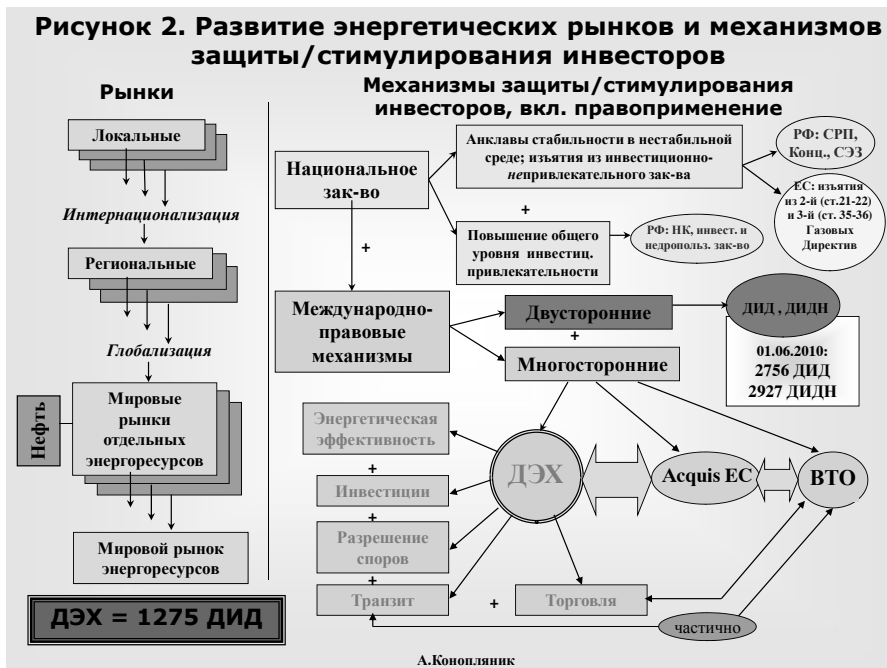 Рисунок 2. Развитие энергетических рынков и механизмов
защиты/стимулирования инвесторов
Рынки
Локальные
Интернационализация
Региональные
Глобализация
Нефть
Мировые
рынки
отдельных
энергоресурсов
Мировой рынок
энергоресурсов
ДЭХ = 1275 ДИД
Механизмы защиты/стимулирования
инвесторов, вкл. правоприменение
Национальное
зак-во
+
Анклавы стабильности в нестабильной
среде; изъятия из инвестиционно-
непривлекательного зак-ва
+
Повышение общего
уровня инвестиц.
привлекательности
РФ: СРП,
Конц., СЭЗ
ЕС: изъятия
из 2-й (ст.21-22)
и 3-й (ст. 35-36)
Газовых
Директив
РФ: НК, инвест. и
недропольз. зак-во
Международно-
правовые
механизмы
Двусторонние
+
Многосторонние
ДИД , ДИДН
01.06.2010:
2756 ДИД
2927 ДИДН
Энергетическая
эффективность
+
Инвестиции
+
Разрешение
споров
+
Транзит
+
Торговля
ДЭХ
Acquis ЕС
ВТО
частично
А.Конопляник